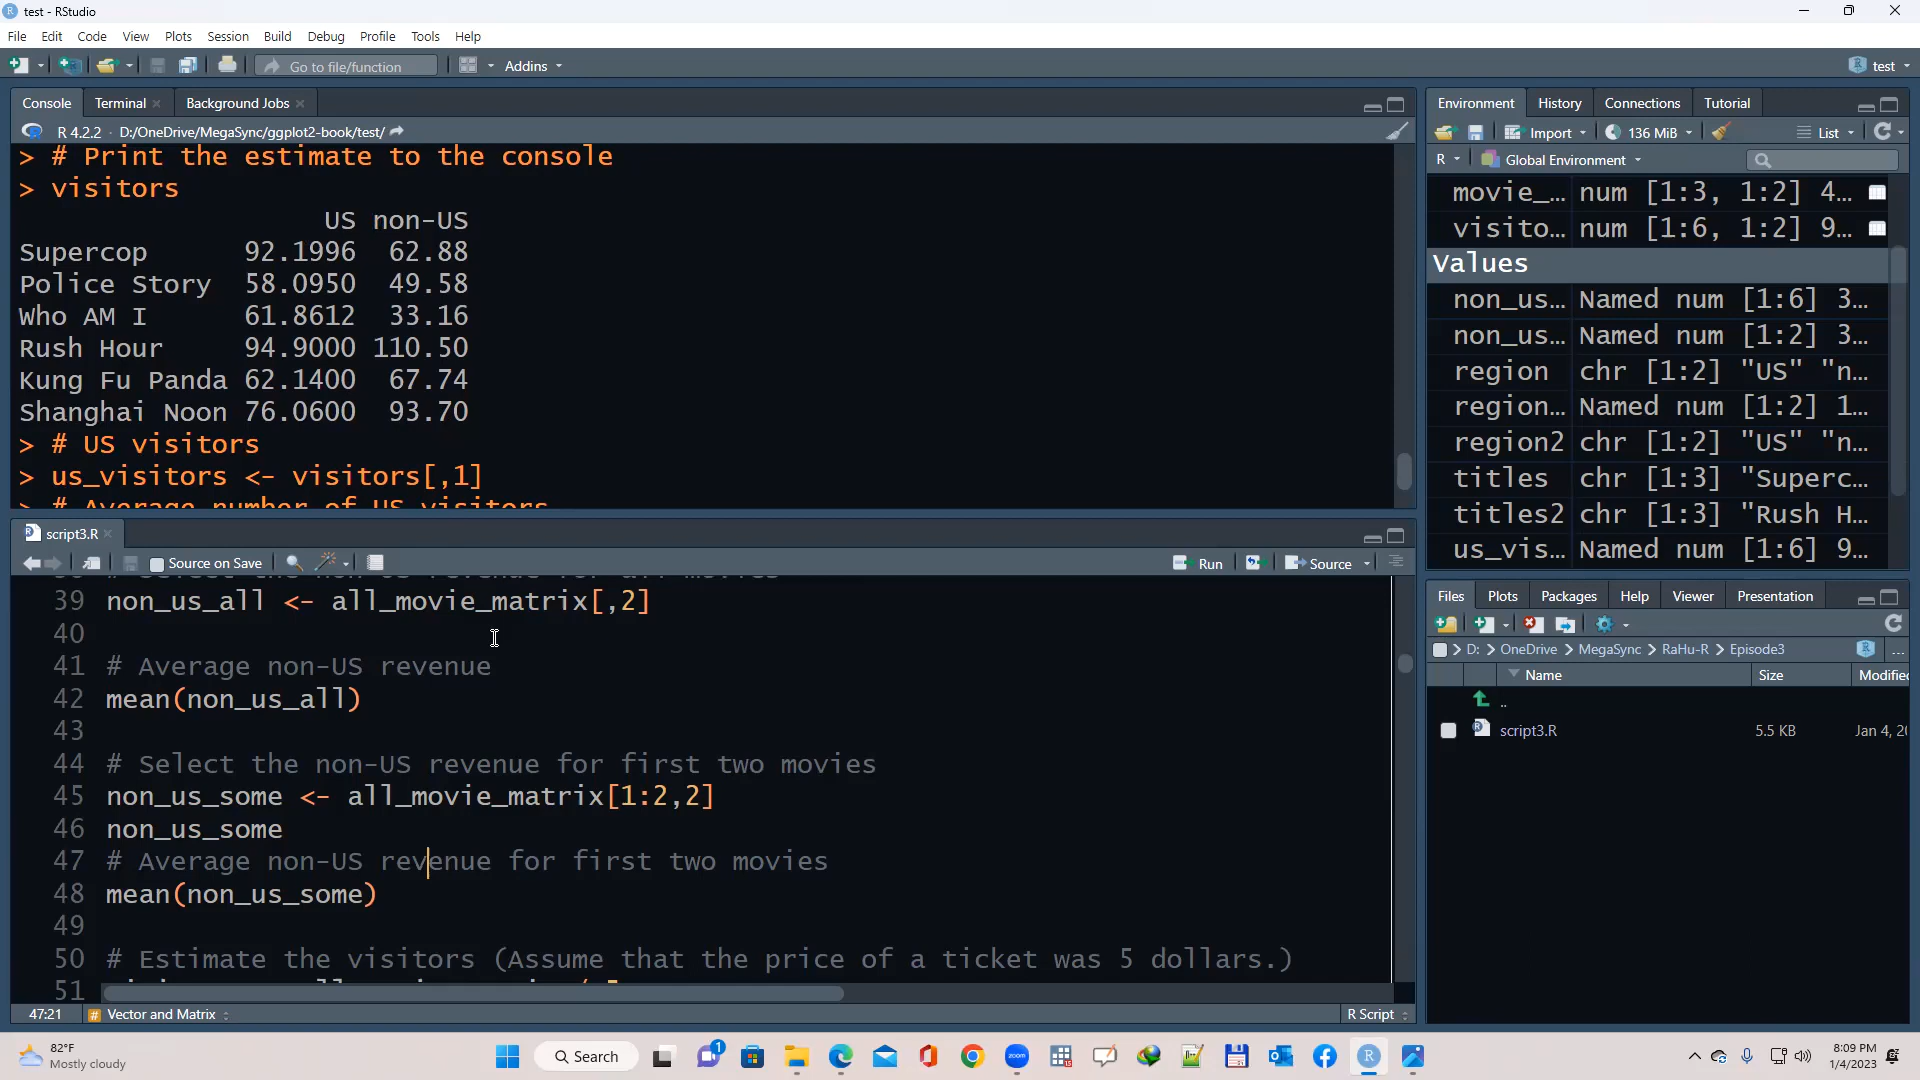 test - RStudio
File Edit Code View Plots Session Build Debug Profile Tools Help
Go to file/function Addins test
Console Terminal Background Jobs
R 4.2.2 · D:/OneDrive/MegaSync/ggplot2-book/test/
> # Print the estimate to the console
> visitors
US non-US
Supercop 92.1996 62.88
Police Story 58.0950 49.58
Who AM I 61.8612 33.16
Rush Hour 94.9000 110.50
Kung Fu Panda 62.1400 67.74
Shanghai Noon 76.0600 93.70
> # US visitors
> us_visitors <- visitors[,1]
> # Average number of US visitors
script3.R
Source on Save Run Source
# Select the non-US revenue for all movies
39 non_us_all <- all_movie_matrix[,2]
40
41 # Average non-US revenue
42 mean(non_us_all)
43
44 # Select the non-US revenue for first two movies
45 non_us_some <- all_movie_matrix[1:2,2]
46 non_us_some
47 # Average non-US revenue for first two movies
48 mean(non_us_some)
49
50 # Estimate the visitors (Assume that the price of a ticket was 5 dollars.)
51
47:21 # Vector and Matrix R Script
Environment History Connections Tutorial
Import 136 MiB List
R Global Environment
movie_... num [1:3, 1:2] 4...
visito... num [1:6, 1:2] 9...
Values
non_us... Named num [1:6] 3...
non_us... Named num [1:2] 3...
region chr [1:2] "US" "n...
region... Named num [1:2] 1...
region2 chr [1:2] "US" "n...
titles chr [1:3] "Superc...
titles2 chr [1:3] "Rush H...
us_vis... Named num [1:6] 9...
Files Plots Packages Help Viewer Presentation
D: > OneDrive > MegaSync > RaHu-R > Episode3 ...
Name Size Modified
..
script3.R 5.5 KB Jan 4, 20
82°F
Mostly cloudy
Search
1
zoom
8:09 PM
1/4/2023